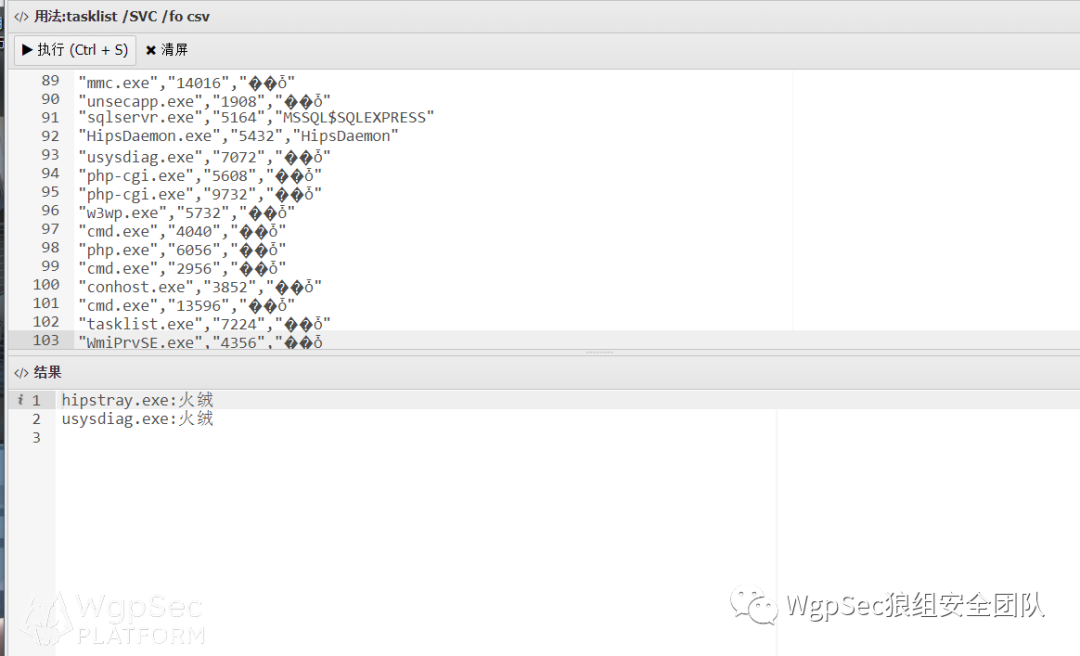 </> 用法:tasklist /SVC /fo csv
▶ 执行 (Ctrl + S) ✖ 清屏
89 "mmc.exe","14016","��ȱ"
90 "unsecapp.exe","1908","��ȱ"
91 "sqlservr.exe","5164","MSSQL$SQLEXPRESS"
92 "HipsDaemon.exe","5432","HipsDaemon"
93 "usysdiag.exe","7072","��ȱ"
94 "php-cgi.exe","5608","��ȱ"
95 "php-cgi.exe","9732","��ȱ"
96 "w3wp.exe","5732","��ȱ"
97 "cmd.exe","4040","��ȱ"
98 "php.exe","6056","��ȱ"
99 "cmd.exe","2956","��ȱ"
100 "conhost.exe","3852","��ȱ"
101 "cmd.exe","13596","��ȱ"
102 "tasklist.exe","7224","��ȱ"
103 "WmiPrvSE.exe","4356","��ȱ
</> 结果
i 1 hipstray.exe:火绒
2 usysdiag.exe:火绒
3
WgpSec
PLATFORM
WgpSec狼组安全团队